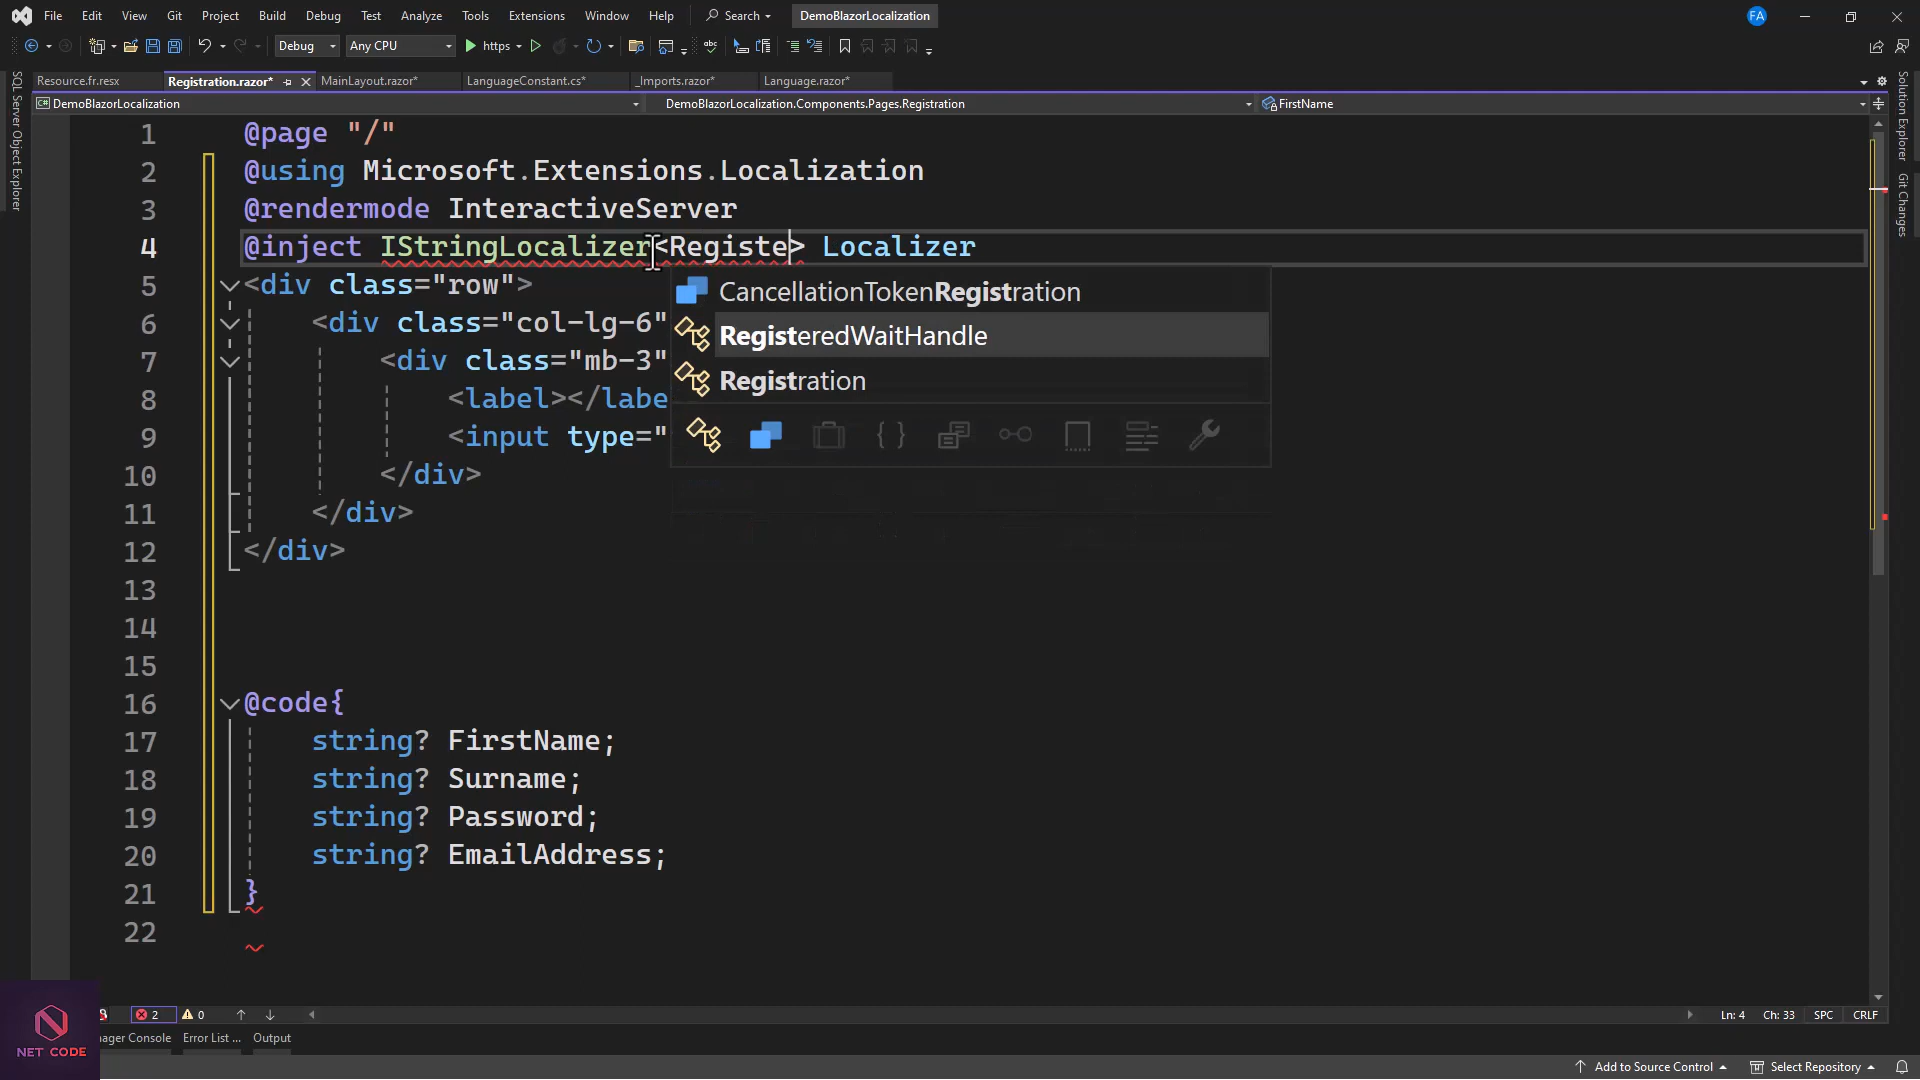 File Edit View Git Project Build Debug Test Analyze Tools Extensions Window Help Search DemoBlazorLocalization FA
Debug Any CPU https
Resource.fr.resx Registration.razor* MainLayout.razor* LanguageConstant.cs* _Imports.razor* Language.razor*
DemoBlazorLocalization DemoBlazorLocalization.Components.Pages.Registration FirstName
SQL Server Object Explorer
Solution Explorer
Git Changes
1 @page "/"
2 @using Microsoft.Extensions.Localization
3 @rendermode InteractiveServer
4 @inject IStringLocalizer<Registe> Localizer
5 <div class="row">
6 <div class="col-lg-6"
7 <div class="mb-3"
8 <label></labe
9 <input type="
10 </div>
11 </div>
12 </div>
13
14
15
16 @code{
17 string? FirstName;
18 string? Surname;
19 string? Password;
20 string? EmailAddress;
21 }
22
CancellationTokenRegistration
RegisteredWaitHandle
Registration
2 0 Ln: 4 Ch: 33 SPC CRLF
ager Console Error List ... Output
NET CODE
Add to Source Control Select Repository